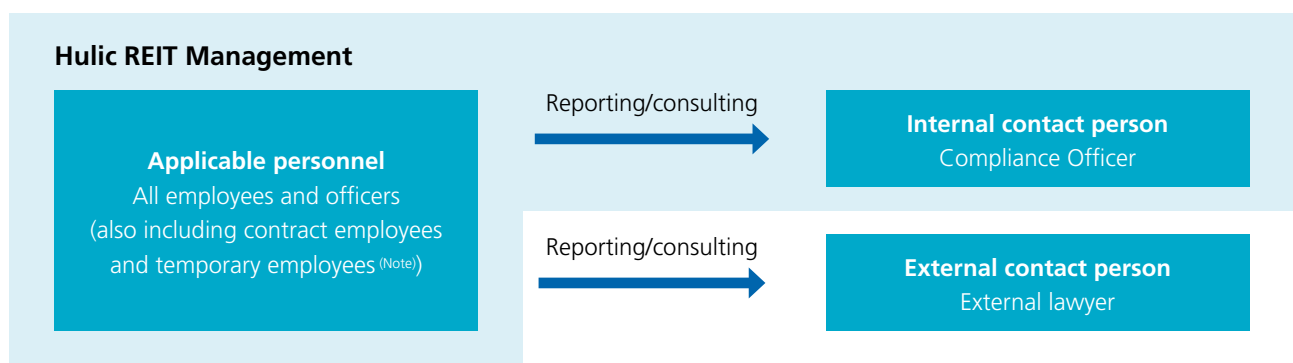 Hulic REIT Management
Applicable personnel
All employees and officers
(also including contract employees
and temporary employees (Note))
Reporting/consulting
Internal contact person
Compliance Officer
Reporting/consulting
External contact person
External lawyer